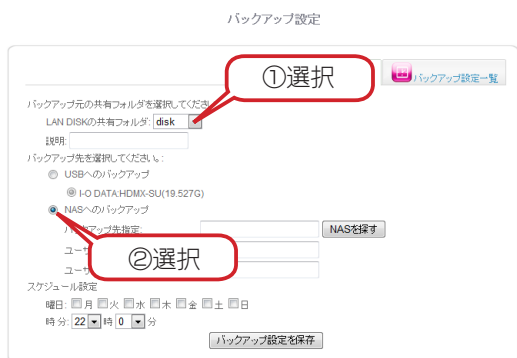 バックアップ設定
①選択
バックアップ設定一覧
バックアップ元の共有フォルダを選択してくださ
LAN DISKの共有フォルダ: disk
説明:
バックアップ先を選択してください。:
USBへのバックアップ
I-O DATA:HDMX-SU(19.527G)
NASへのバックアップ
バックアップ先指定:
NASを探す
ユーザ
②選択
ユーザ
スケジュール設定
曜日: 月 火 水 木 金 土 日
時分: 22 時 0 分
バックアップ設定を保存